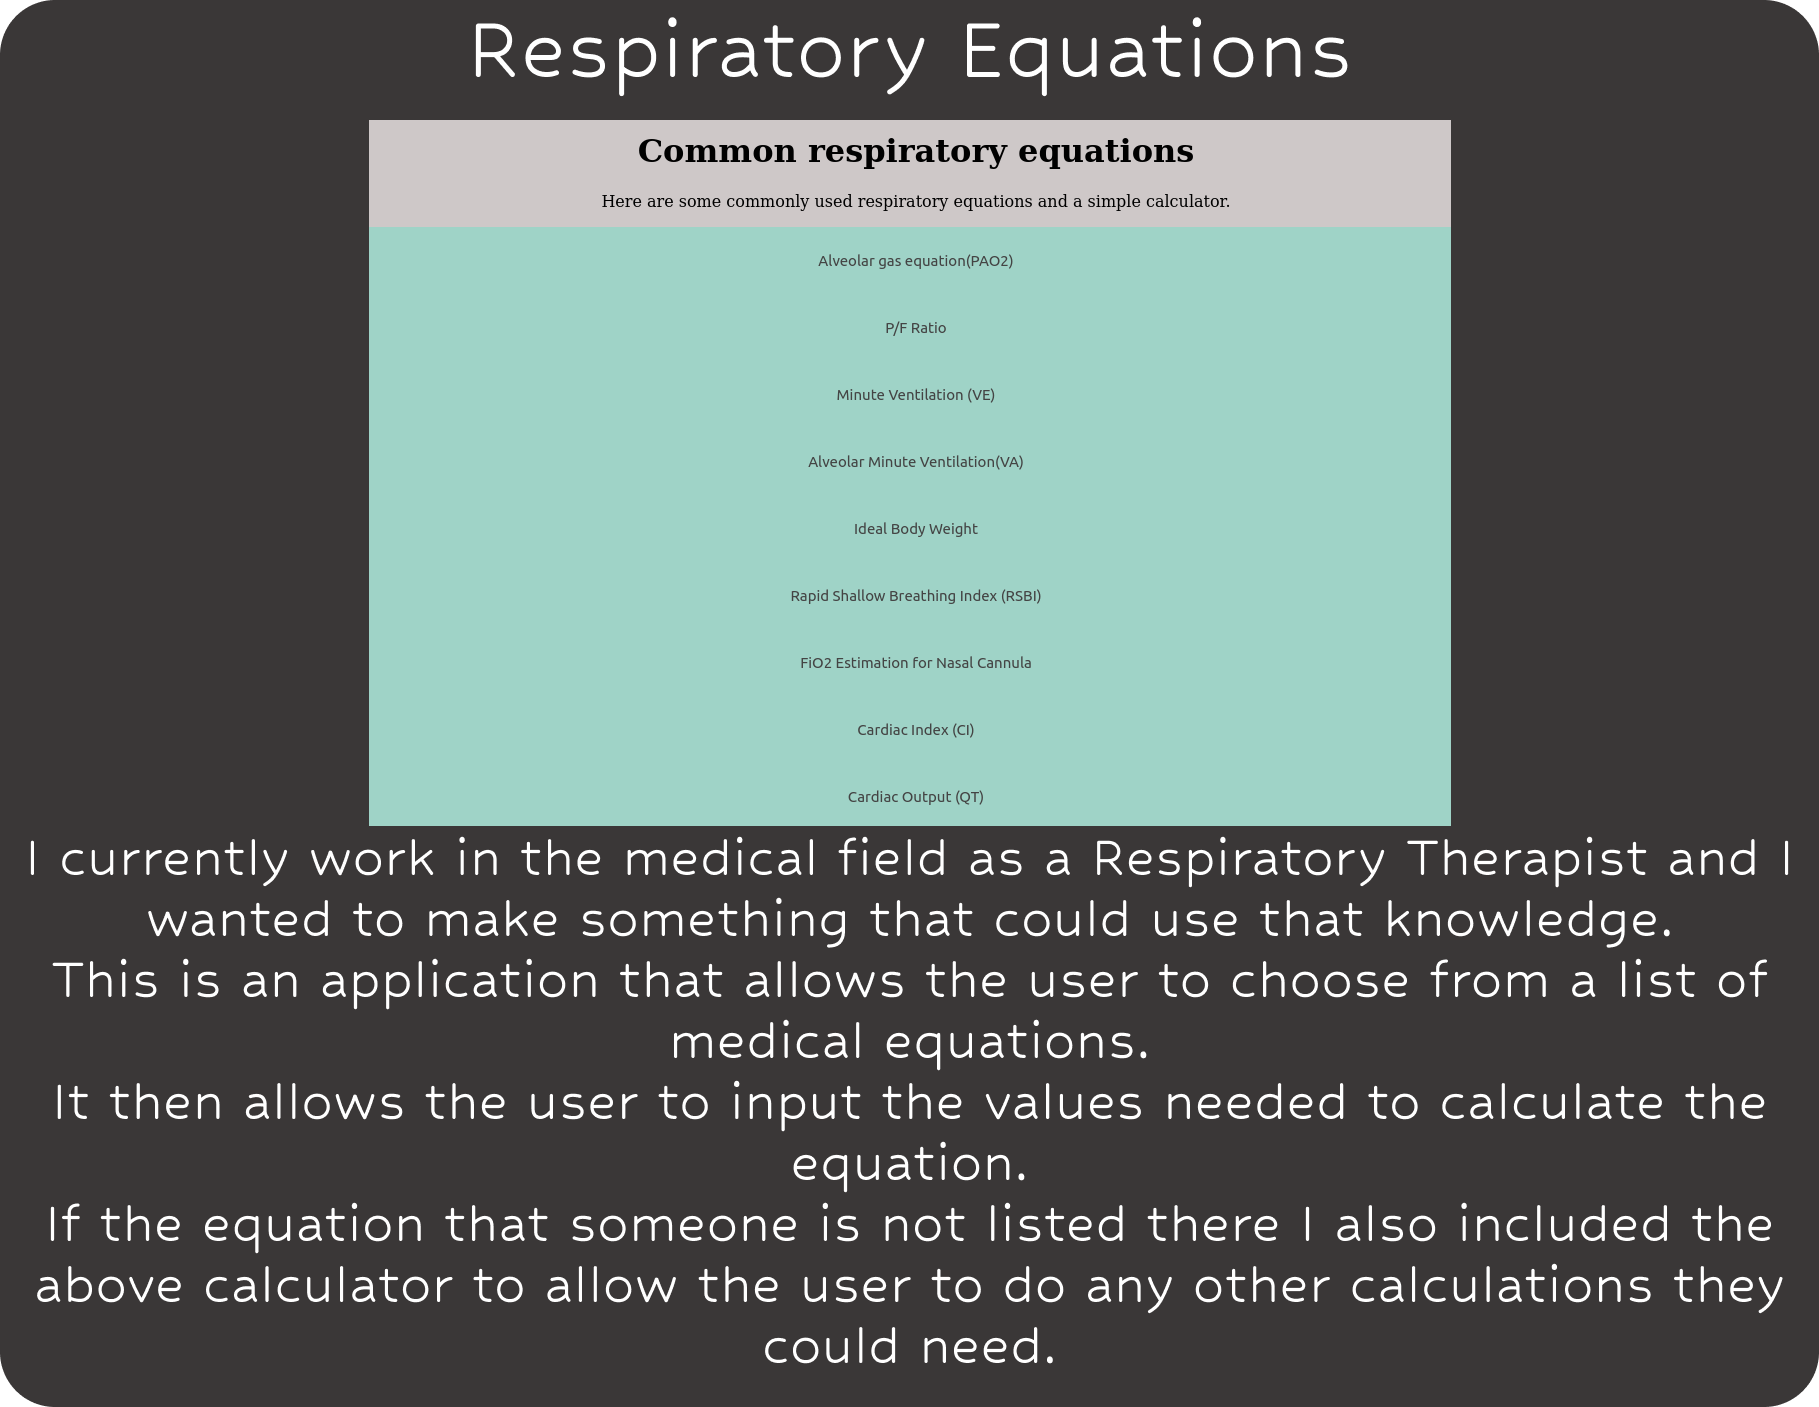 Respiratory Equations
Common respiratory equations
Here are some commonly used respiratory equations and a simple calculator.
Alveolar gas equation(PAO2)
P/F Ratio
Minute Ventilation (VE)
Alveolar Minute Ventilation(VA)
Ideal Body Weight
Rapid Shallow Breathing Index (RSBI)
FiO2 Estimation for Nasal Cannula
Cardiac Index (CI)
Cardiac Output (QT)
I currently work in the medical field as a Respiratory Therapist and I
wanted to make something that could use that knowledge.
This is an application that allows the user to choose from a list of
medical equations.
It then allows the user to input the values needed to calculate the
equation.
If the equation that someone is not listed there I also included the
above calculator to allow the user to do any other calculations they
could need.